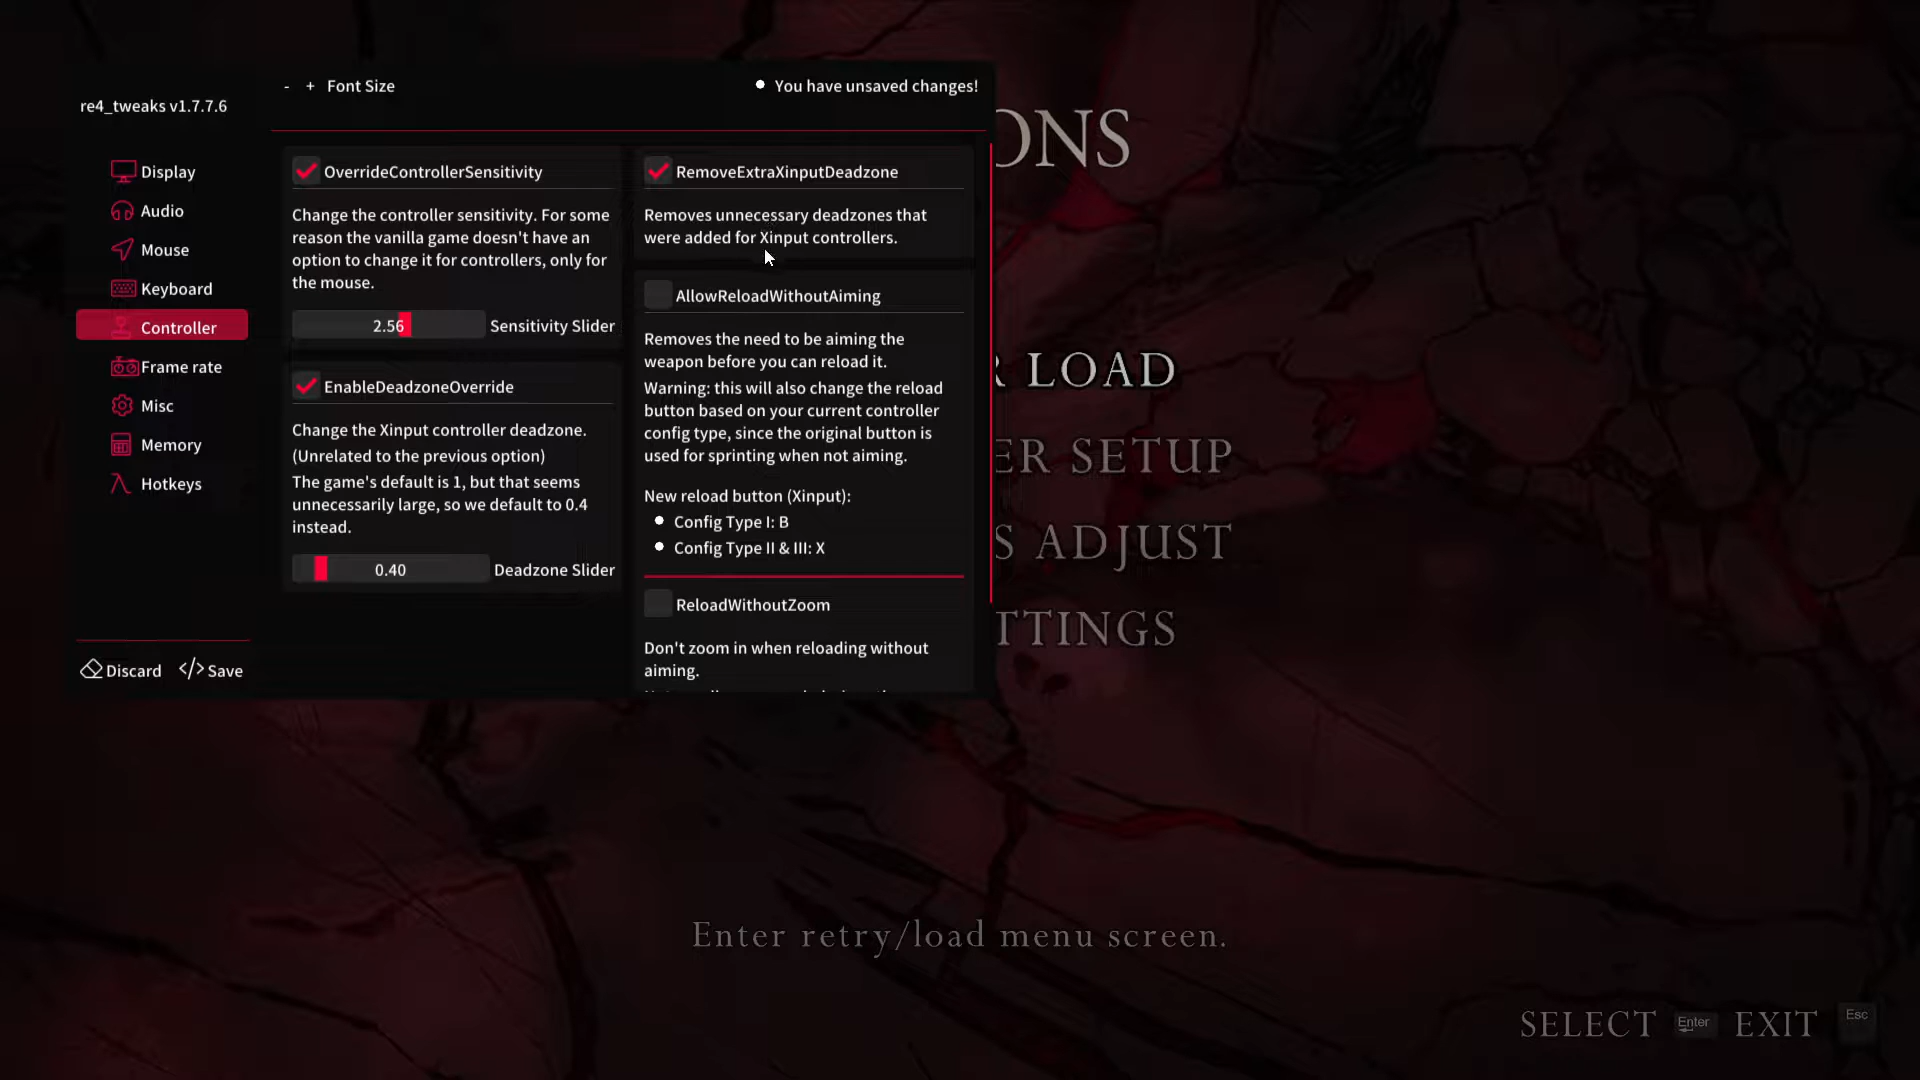 - + Font Size
You have unsaved changes!
re4_tweaks v1.7.7.6
Display
Audio
Mouse
Keyboard
Controller
Frame rate
Misc
Memory
Hotkeys
Discard </> Save
OverrideControllerSensitivity
Change the controller sensitivity. For some
reason the vanilla game doesn't have an
option to change it for controllers, only for
the mouse.
2.56 Sensitivity Slider
EnableDeadzoneOverride
Change the Xinput controller deadzone.
(Unrelated to the previous option)
The game's default is 1, but that seems
unnecessarily large, so we default to 0.4
instead.
0.40 Deadzone Slider
RemoveExtraXinputDeadzone
Removes unnecessary deadzones that
were added for Xinput controllers.
AllowReloadWithoutAiming
Removes the need to be aiming the
weapon before you can reload it.
Warning: this will also change the reload
button based on your current controller
config type, since the original button is
used for sprinting when not aiming.
New reload button (Xinput):
Config Type I: B
Config Type II & III: X
ReloadWithoutZoom
Don't zoom in when reloading without
aiming.
ONS
R LOAD
ER SETUP
S ADJUST
TTINGS
Enter retry/load menu screen.
SELECT Enter EXIT Esc